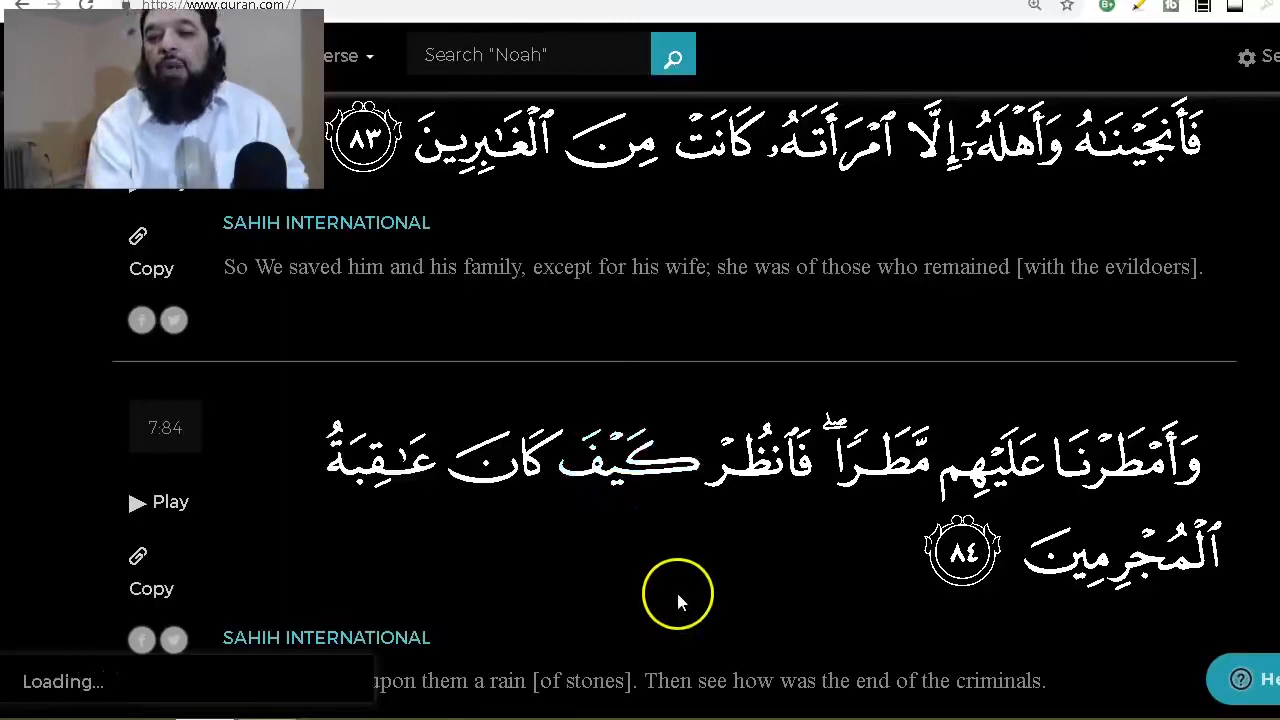 https://www.quran.com//
erse
Search "Noah"
Se
فَأَنجَيْنَٰهُ وَأَهْلَهُۥٓ إِلَّا ٱمْرَأَتَهُۥ كَانَتْ مِنَ ٱلْغَٰبِرِينَ ٨٣
SAHIH INTERNATIONAL
Copy
So We saved him and his family, except for his wife; she was of those who remained [with the evildoers].
7:84
وَأَمْطَرْنَا عَلَيْهِم مَّطَرًا ۖ فَٱنظُرْ كَيْفَ كَانَ عَٰقِبَةُ
ٱلْمُجْرِمِينَ ٨٤
Play
Copy
SAHIH INTERNATIONAL
Loading...
upon them a rain [of stones]. Then see how was the end of the criminals.
He